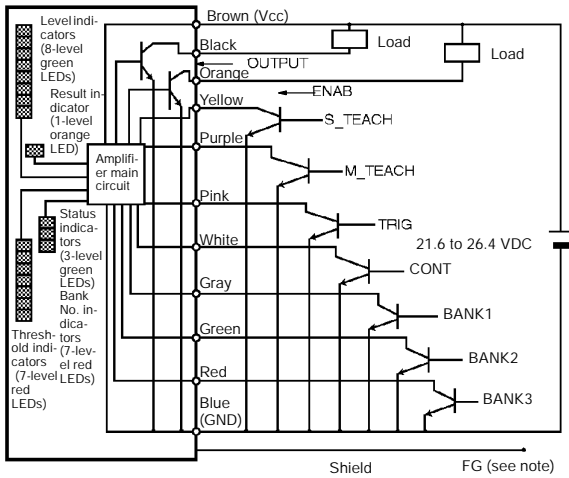 Level indi-
cators
(8-level
green
LEDs)
Result in-
dicator
(1-level
orange
LED)
Amplifi-
er main
circuit
Status
indica-
tors
(3-level
green
LEDs)
Bank
No. in-
dica-
tors
(7-lev-
el red
LEDs)
Thresh-
old indi-
cators
(7-level
red
LEDs)
Brown (Vcc)
Black
OUTPUT
Orange
ENAB
Yellow
S_TEACH
Purple
M_TEACH
Pink
TRIG
White
CONT
Gray
BANK1
Green
BANK2
Red
BANK3
Blue
(GND)
Load
Load
21.6 to 26.4 VDC
Shield
FG (see note)